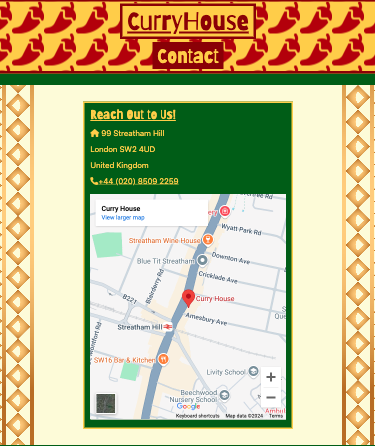 CurryHouse
Contact
Reach Out to Us!
99 Streatham Hill
London SW2 4UD
United Kingdom
+44 (020) 8509 2259
Curry House
View larger map
Wyatt Park Rd
Streatham Wine House
Downton Ave
Blue Tit Streatham
Cricklade Ave
Blairderry Rd
B221
Curry House
Amesbury Ave
Streatham Hill
SW16 Bar & Kitchen
Livity School
Beechwood
Nursery School
Google
Keyboard shortcuts
Map data ©2024
Terms